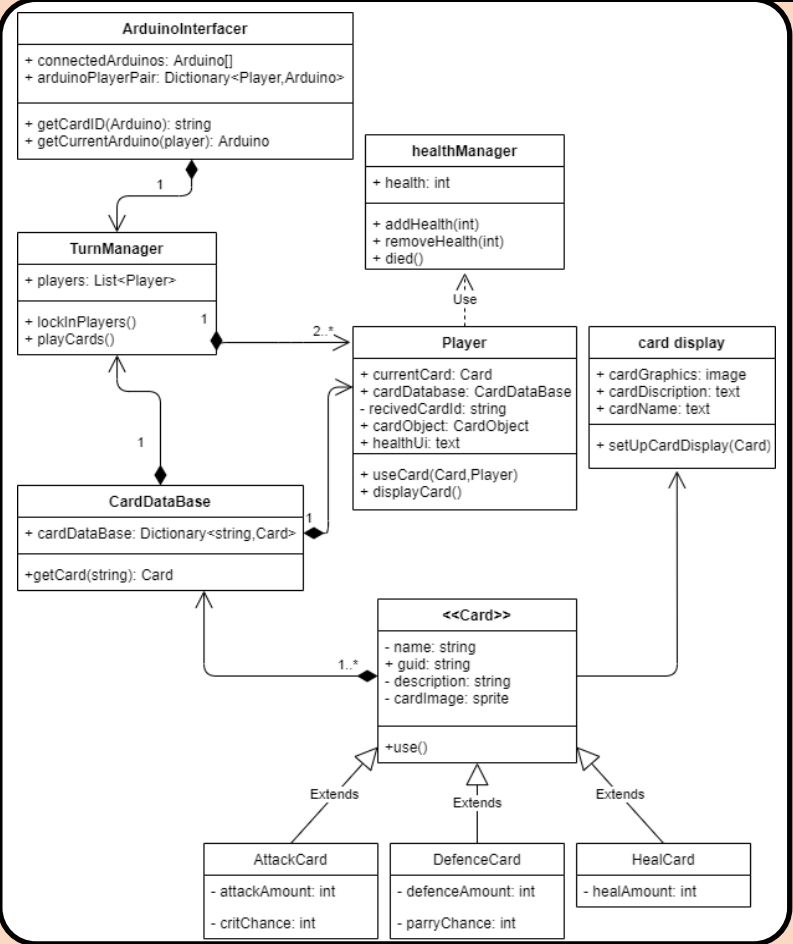 ArduinoInterfacer
+ connectedArduinos: Arduino[]
+ arduinoPlayerPair: Dictionary<Player,Arduino>
+ getCardID(Arduino): string
+ getCurrentArduino(player): Arduino
1
healthManager
+ health: int
+ addHealth(int)
+ removeHealth(int)
+ died()
TurnManager
+ players: List<Player>
+ lockInPlayers()
+ playCards()
1
2..*
Use
Player
+ currentCard: Card
+ cardDatabase: CardDataBase
- recivedCardId: string
+ cardObject: CardObject
+ healthUi: text
+ useCard(Card,Player)
+ displayCard()
card display
+ cardGraphics: image
+ cardDiscription: text
+ cardName: text
+ setUpCardDisplay(Card)
1
CardDataBase
+ cardDataBase: Dictionary<string,Card>
+getCard(string): Card
1
1..*
<<Card>>
- name: string
+ guid: string
- description: string
- cardImage: sprite
+use()
Extends
Extends
Extends
AttackCard
- attackAmount: int
- critChance: int
DefenceCard
- defenceAmount: int
- parryChance: int
HealCard
- healAmount: int